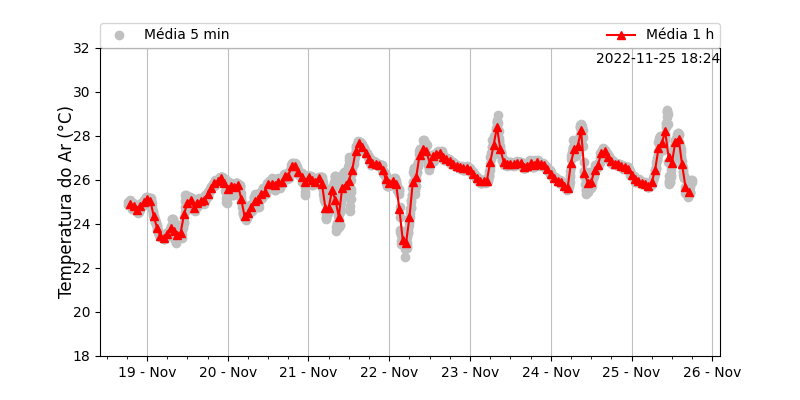 Média 5 min
Média 1 h
2022-11-25 18:24
Temperatura do Ar (°C)
32
30
28
26
24
22
20
18
19 - Nov
20 - Nov
21 - Nov
22 - Nov
23 - Nov
24 - Nov
25 - Nov
26 - Nov